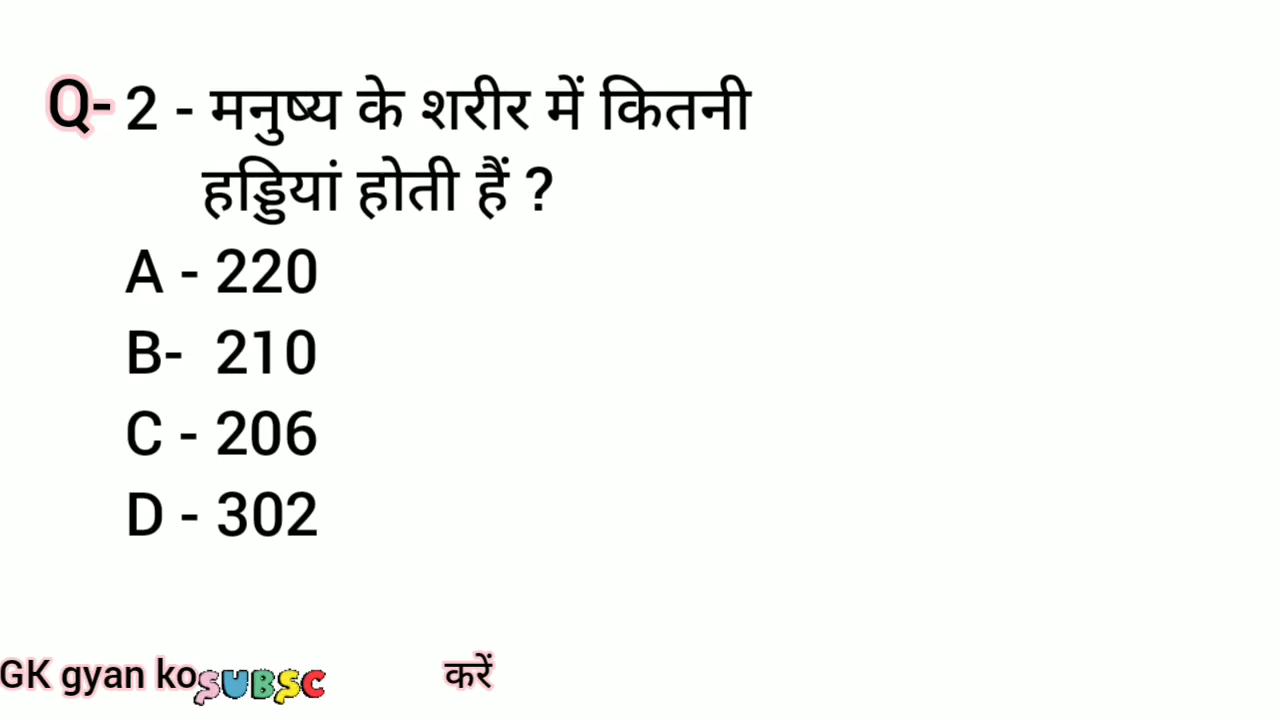 Q- 2 - मनुष्य के शरीर में कितनी
हड्डियां होती हैं ?
A - 220
B- 210
C - 206
D - 302
GK gyan ko SUBSC करें